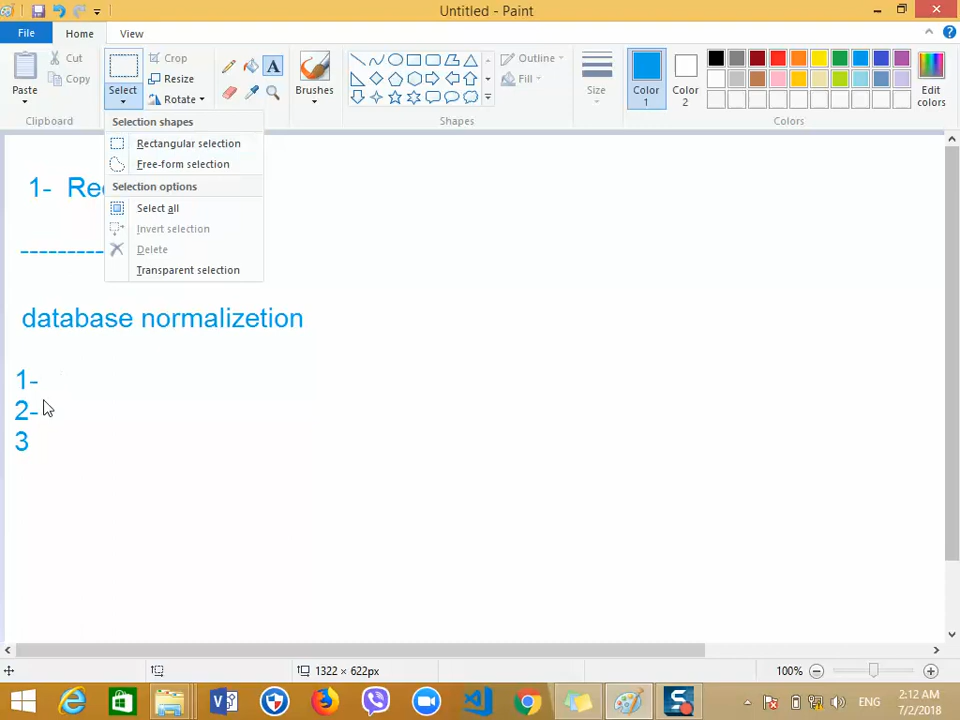 Untitled - Paint
File
Home
View
Paste
Cut
Copy
Clipboard
Select
Crop
Resize
Rotate
Brushes
Shapes
Outline
Fill
Size
Color
1
Color
2
Edit
colors
Colors
Selection shapes
Rectangular selection
Free-form selection
Selection options
Select all
Invert selection
Delete
Transparent selection
1-
---------
database normalizetion
1-
2-
3
1322 × 622px
100%
ENG
2:12 AM
7/2/2018